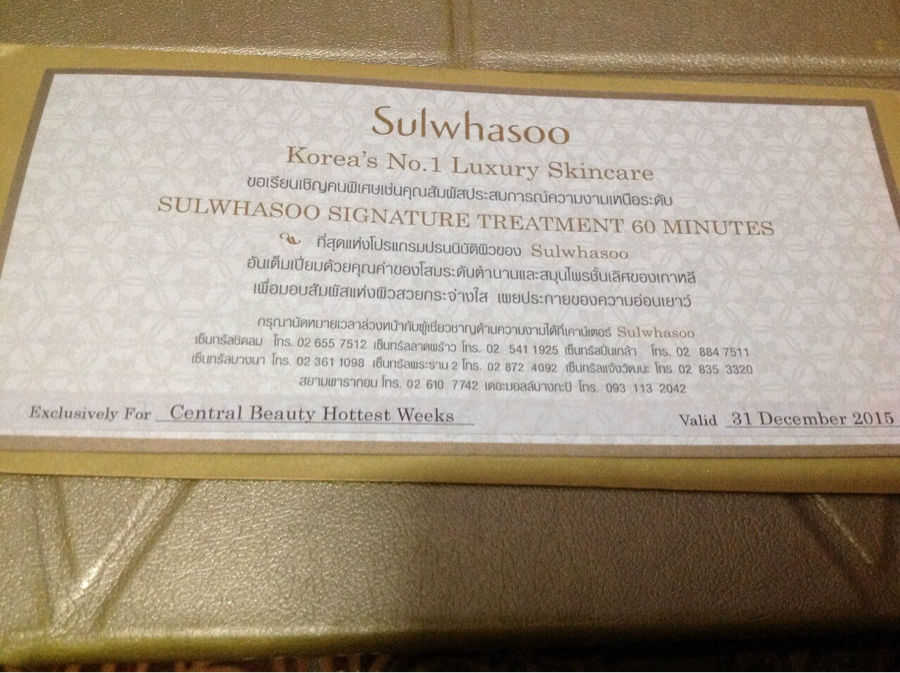 Sulwhasoo
Korea's No.1 Luxury Skincare
ขอเรียนเชิญคนพิเศษเช่นคุณสัมผัสประสบการณ์ความงามเหนือระดับ
SULWHASOO SIGNATURE TREATMENT 60 MINUTES
ที่สุดแห่งโปรแกรมปรนนิบัติผิวของ Sulwhasoo
อันเต็มเปี่ยมด้วยคุณค่าของโสมระดับตำนานและสมุนไพรชั้นเลิศของเกาหลี
เพื่อมอบสัมผัสแห่งผิวสวยกระจ่างใส เผยประกายของความอ่อนเยาว์
กรุณานัดหมายเวลาล่วงหน้ากับผู้เชี่ยวชาญด้านความงามได้ที่เคาน์เตอร์ Sulwhasoo
เซ็นทรัลชิดลม โทร. 02 655 7512 เซ็นทรัลลาดพร้าว โทร. 02 541 1925 เซ็นทรัลปิ่นเกล้า โทร. 02 884 7511
เซ็นทรัลบางนา โทร. 02 361 1098 เซ็นทรัลพระราม 2 โทร. 02 872 4092 เซ็นทรัลแจ้งวัฒนะ โทร. 02 835 3320
สยามพารากอน โทร. 02 610 7742 เดอะมอลล์บางกะปิ โทร. 093 113 2042
Exclusively For Central Beauty Hottest Weeks Valid 31 December 2015